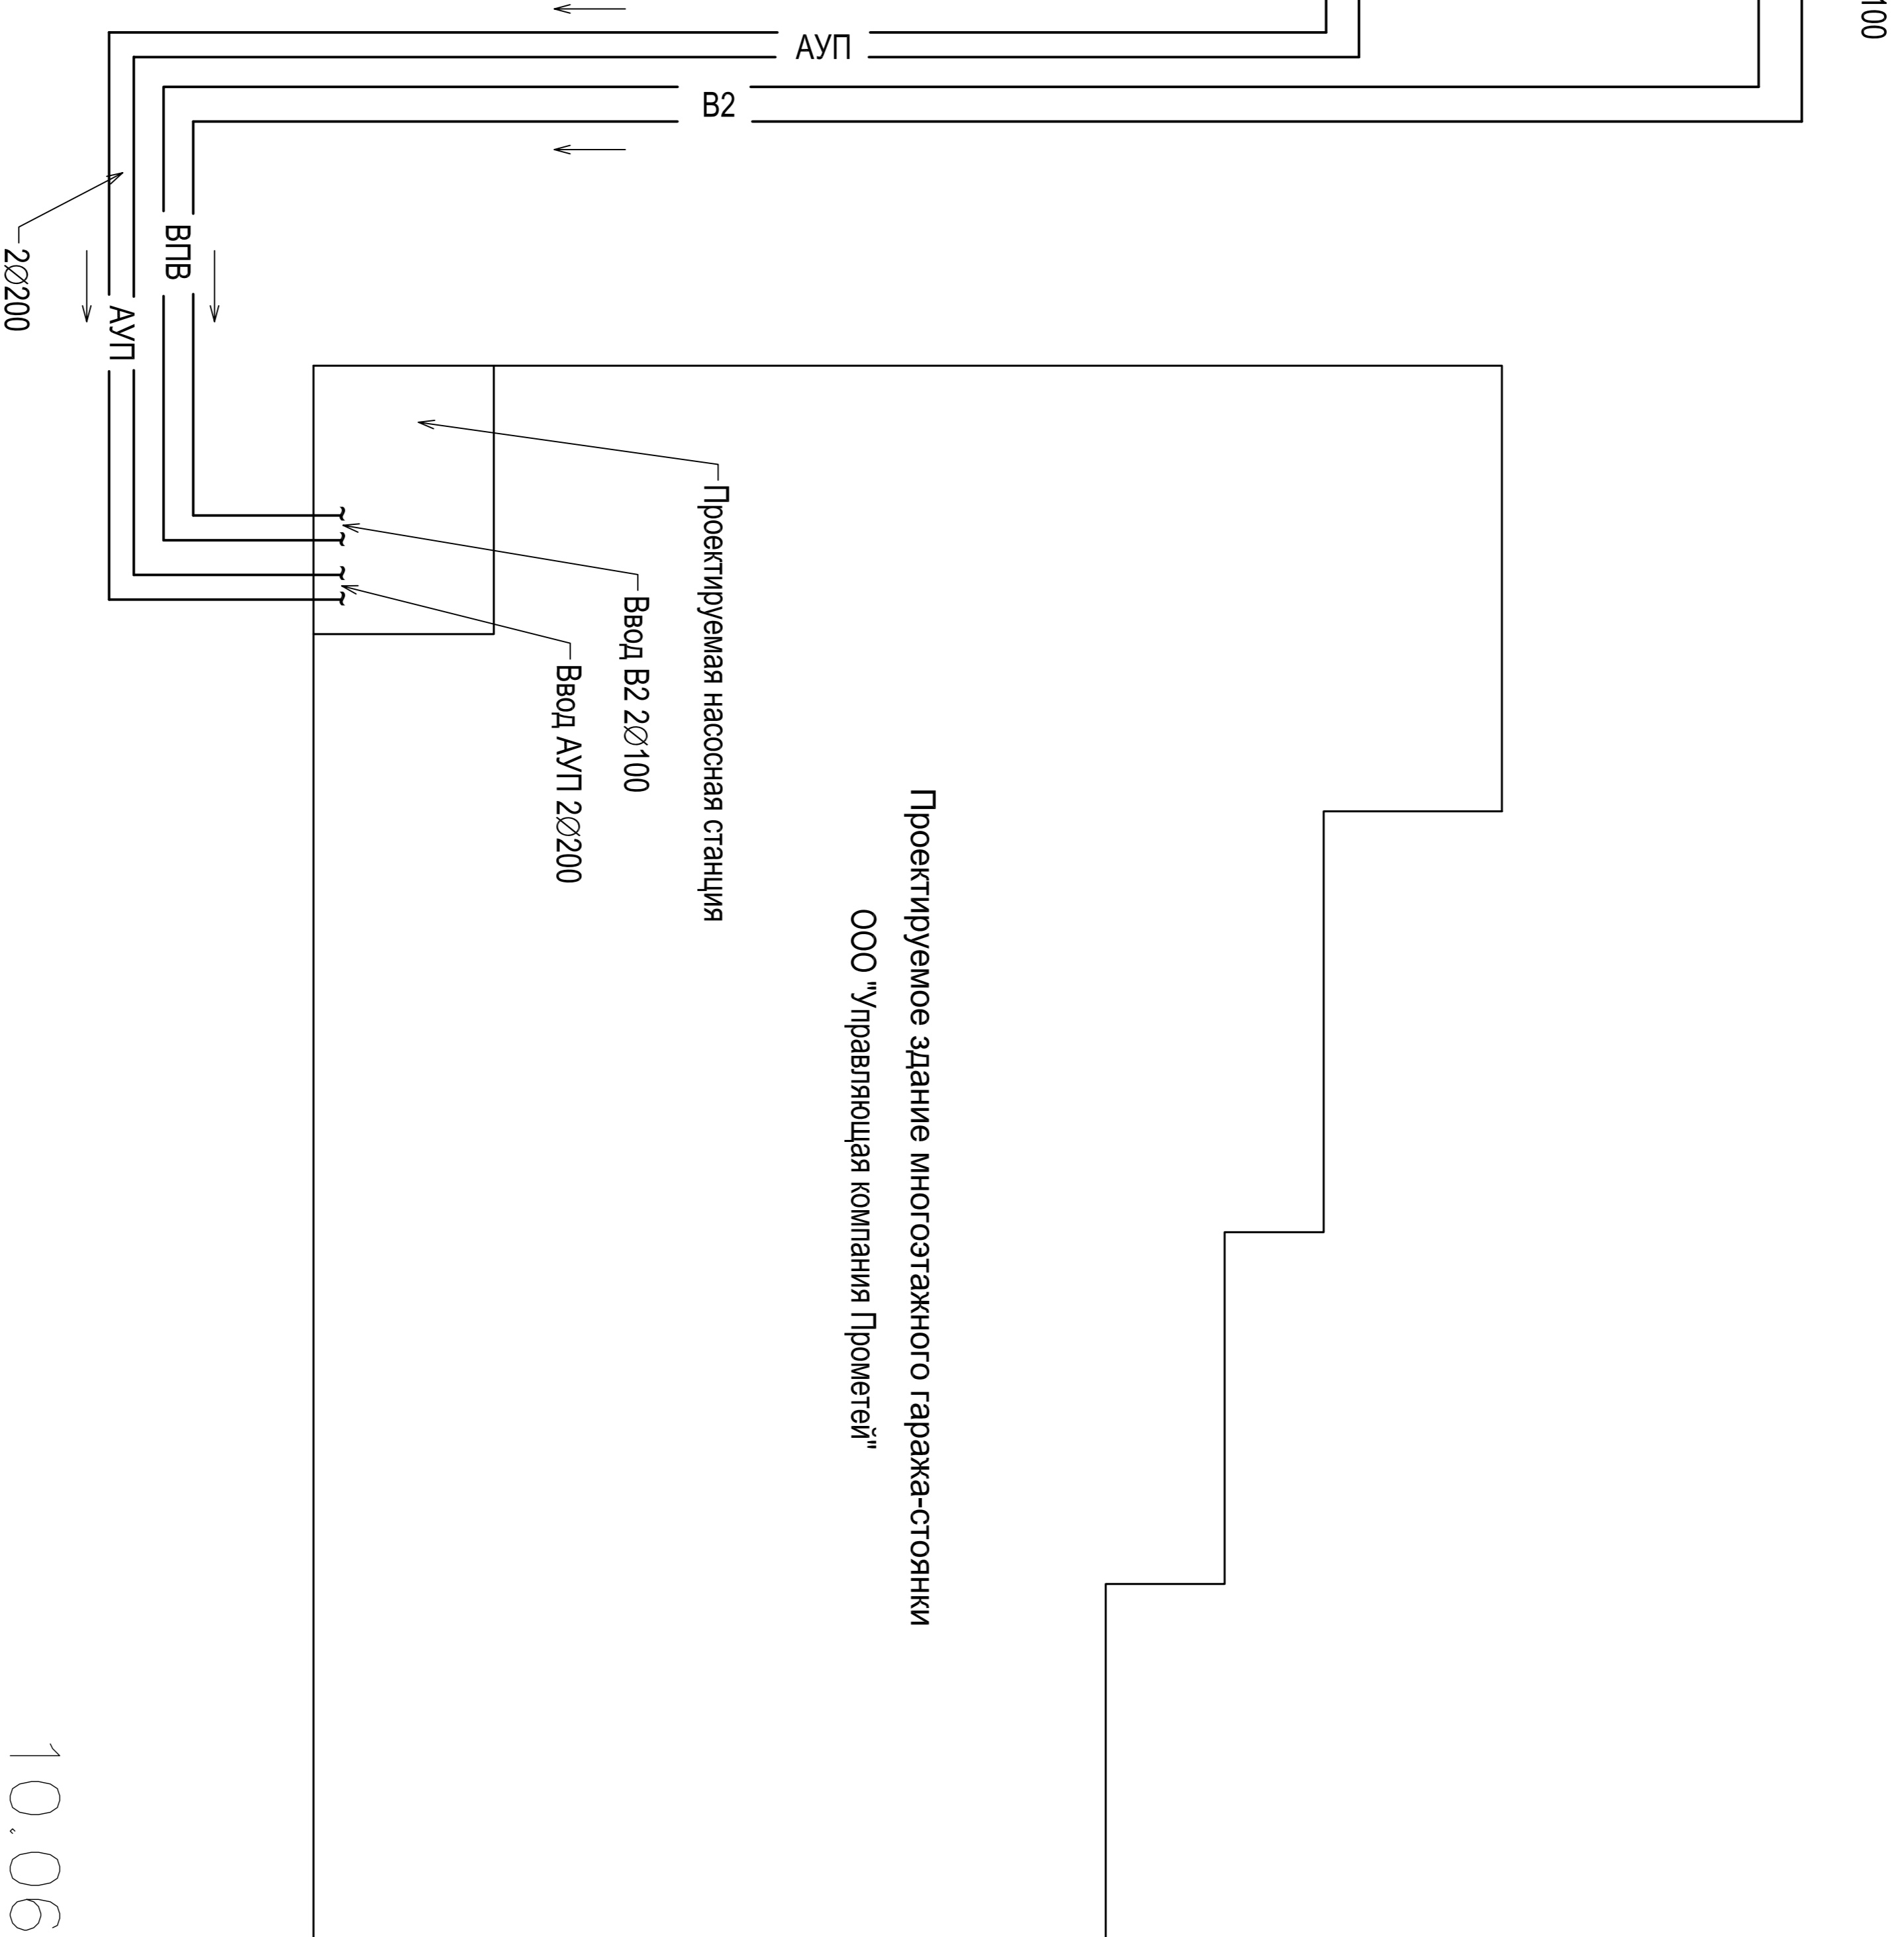 100
АУП
В2
ВПВ
АУП
2∅200
Проектируемая насосная станция
Ввод В2 2∅100
Ввод АУП 2∅200
Проектируемое здание многоэтажного гаража-стоянки
ООО "Управляющая компания Прометей"
10.06